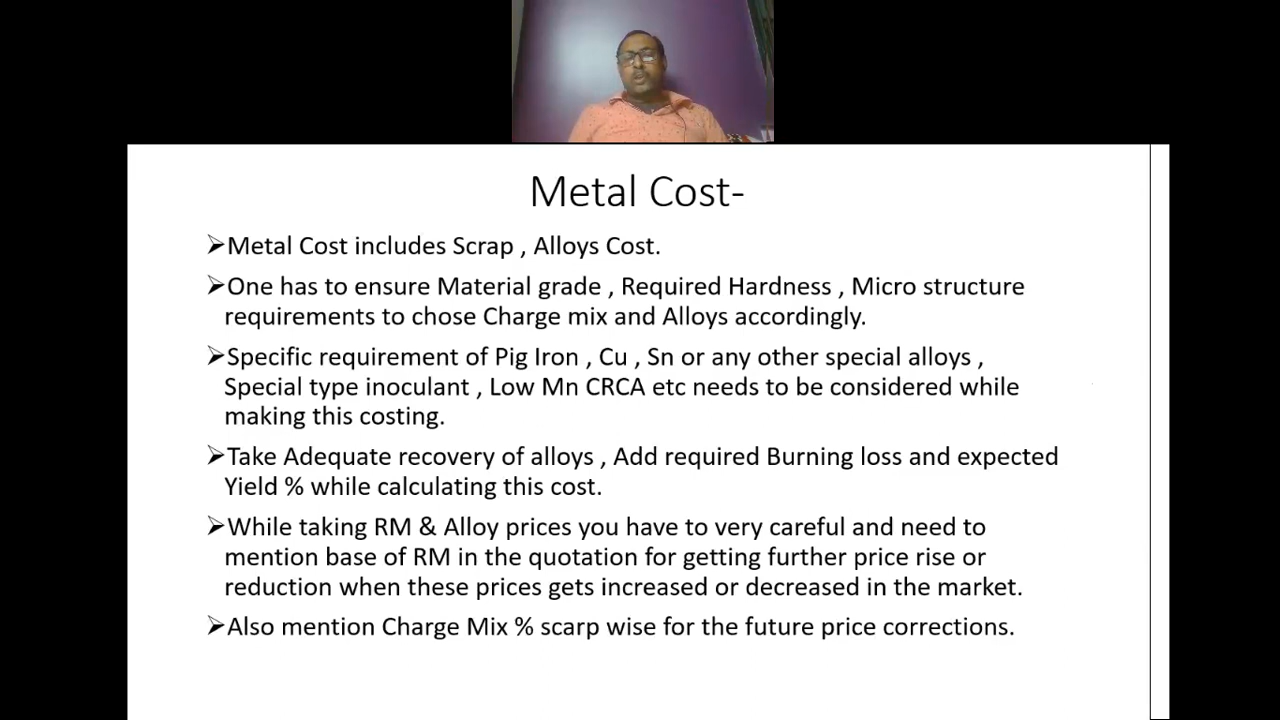 Metal Cost-
➢Metal Cost includes Scrap , Alloys Cost.
➢One has to ensure Material grade , Required Hardness , Micro structure
requirements to chose Charge mix and Alloys accordingly.
➢Specific requirement of Pig Iron , Cu , Sn or any other special alloys ,
Special type inoculant , Low Mn CRCA etc needs to be considered while
making this costing.
➢Take Adequate recovery of alloys , Add required Burning loss and expected
Yield % while calculating this cost.
➢While taking RM & Alloy prices you have to very careful and need to
mention base of RM in the quotation for getting further price rise or
reduction when these prices gets increased or decreased in the market.
➢Also mention Charge Mix % scarp wise for the future price corrections.